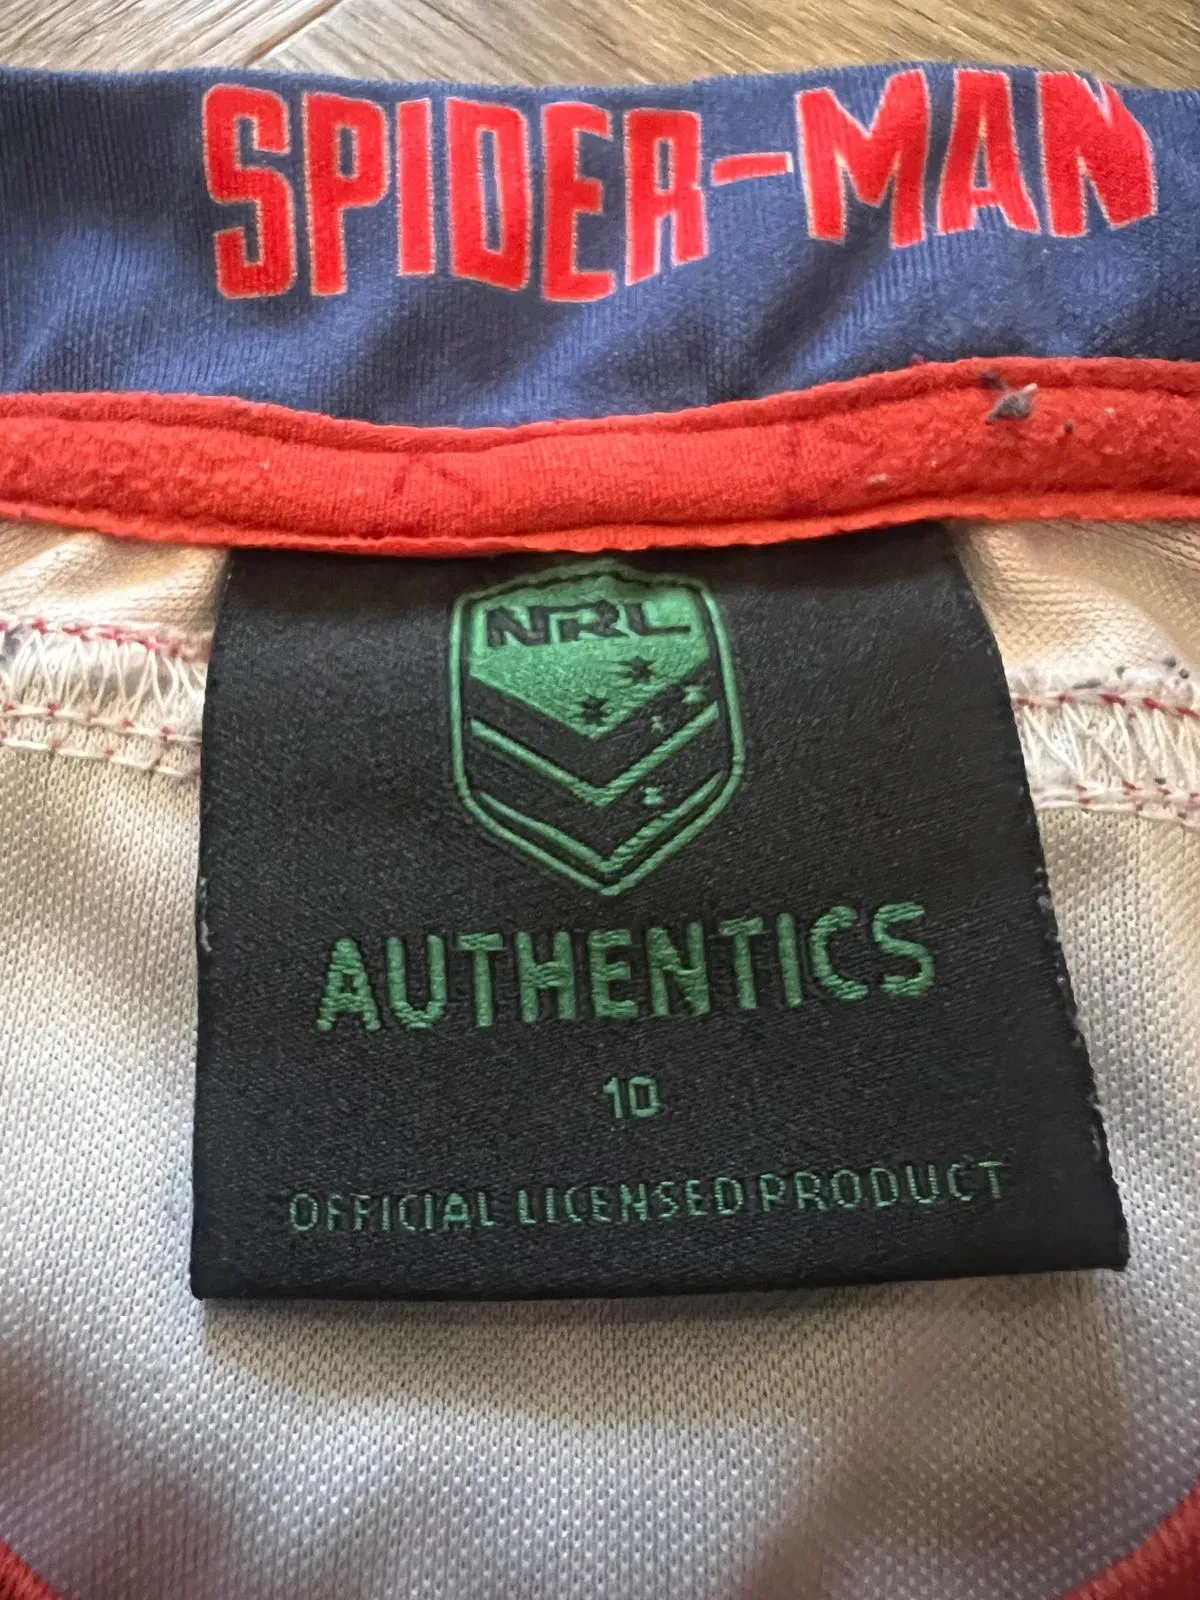 SPIDER-MAN
NRL
AUTHENTICS
10
OFFICIAL LICENSED PRODUCT